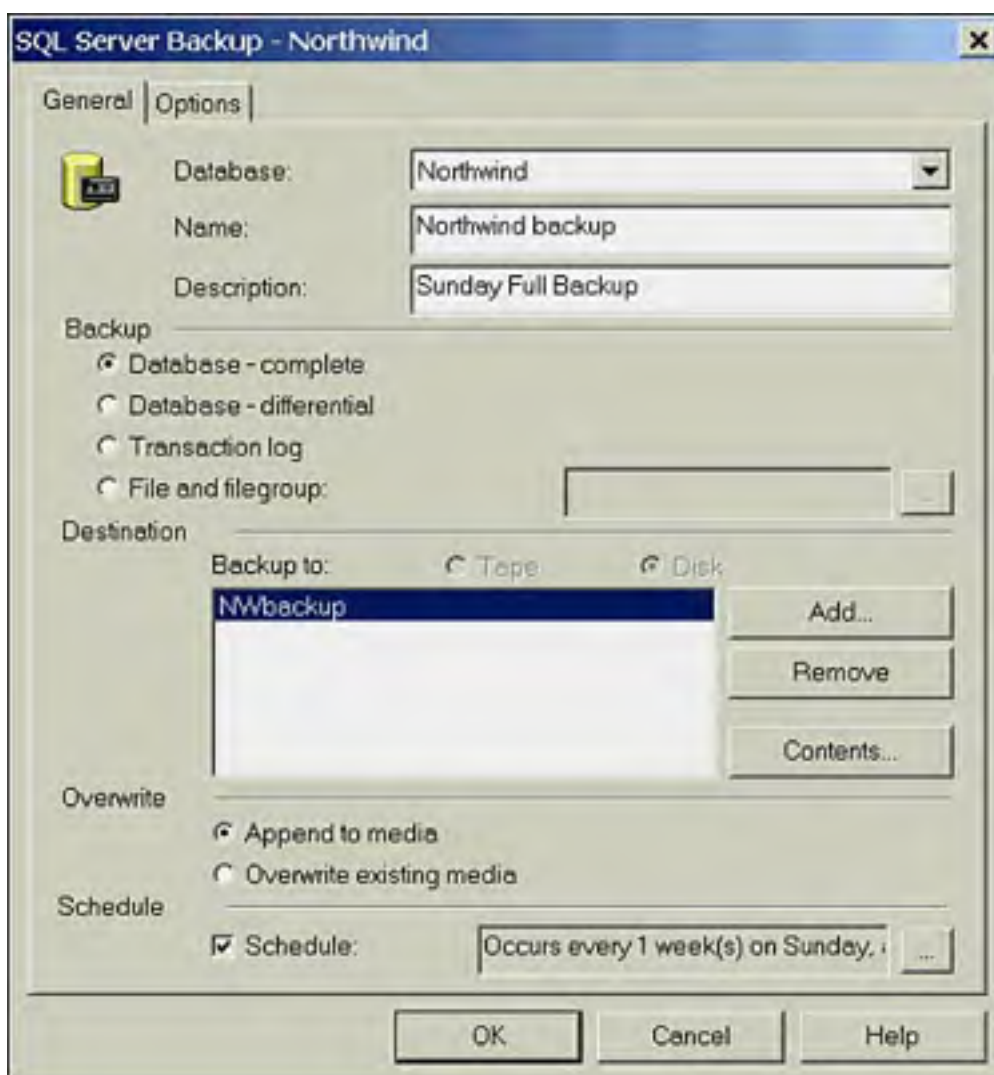 SQL Server Backup - Northwind
General Options
Database: Northwind
Name: Northwind backup
Description: Sunday Full Backup
Backup
Database - complete
Database - differential
Transaction log
File and filegroup: ...
Destination
Backup to: Tape Disk
NWbackup
Add...
Remove
Contents...
Overwrite
Append to media
Overwrite existing media
Schedule
Schedule: Occurs every 1 week(s) on Sunday, ...
OK Cancel Help